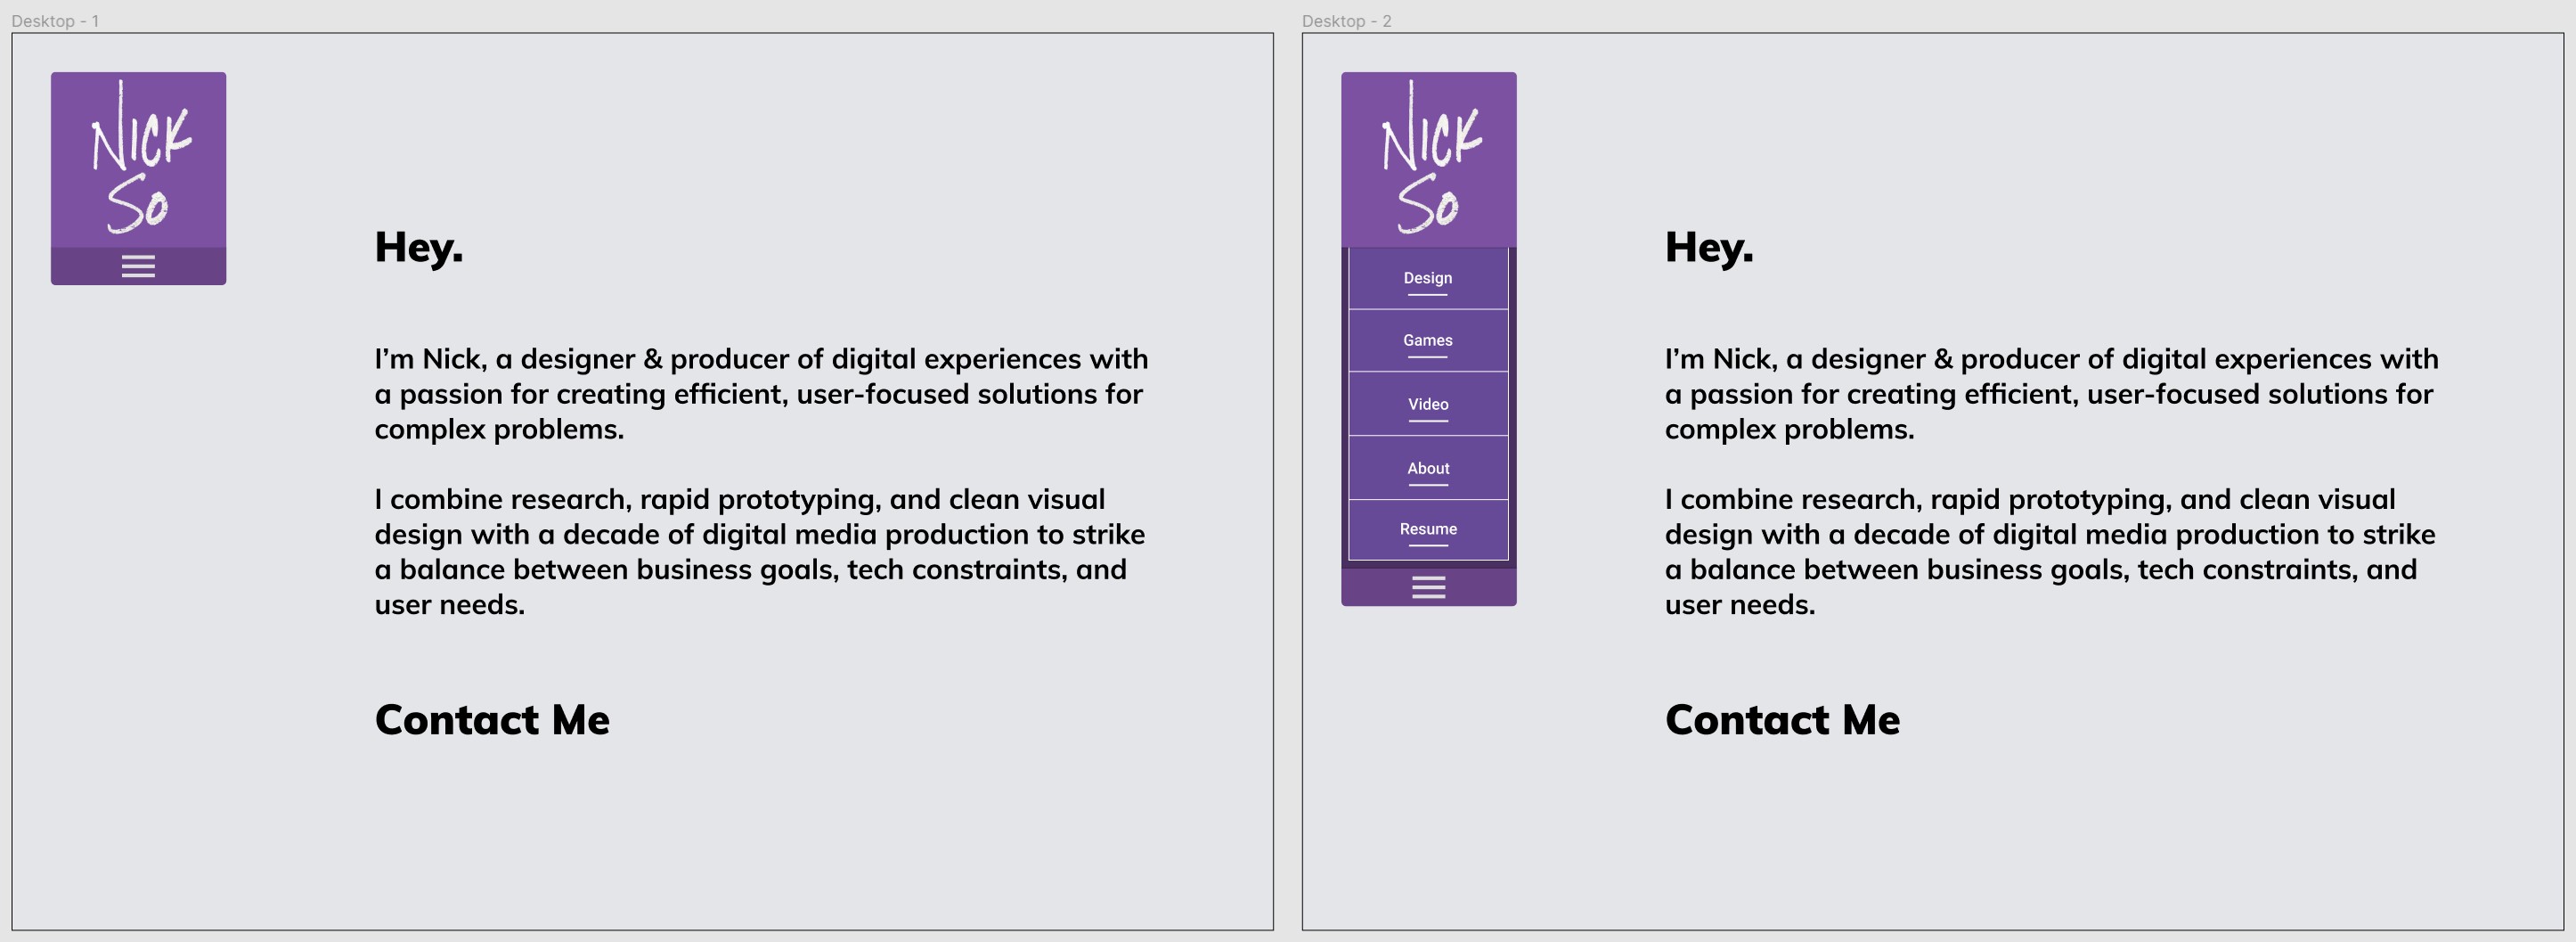 Desktop - 1
NICK
So
Hey.
I’m Nick, a designer & producer of digital experiences with
a passion for creating efficient, user-focused solutions for
complex problems.
I combine research, rapid prototyping, and clean visual
design with a decade of digital media production to strike
a balance between business goals, tech constraints, and
user needs.
Contact Me
Desktop - 2
NICK
So
Design
Games
Video
About
Resume
Hey.
I’m Nick, a designer & producer of digital experiences with
a passion for creating efficient, user-focused solutions for
complex problems.
I combine research, rapid prototyping, and clean visual
design with a decade of digital media production to strike
a balance between business goals, tech constraints, and
user needs.
Contact Me